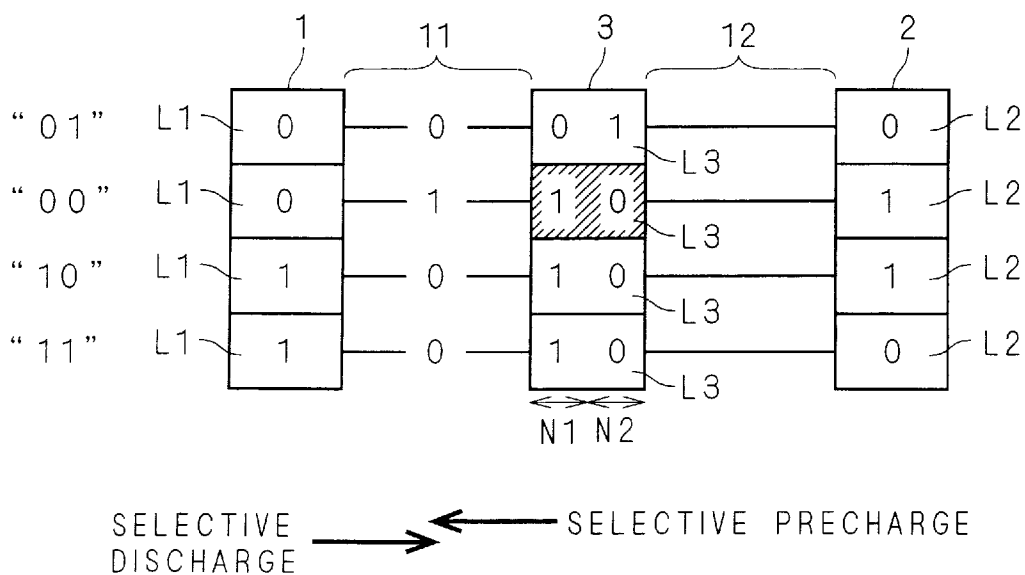 1 11 3 12 2
“01” L1 0 0 0 1 0 L2
L3
“00” L1 0 1 1 0 1 L2
L3
“10” L1 1 0 1 0 1 L2
L3
“11” L1 1 0 1 0 0 L2
L3
N1 N2
SELECTIVE DISCHARGE
SELECTIVE PRECHARGE